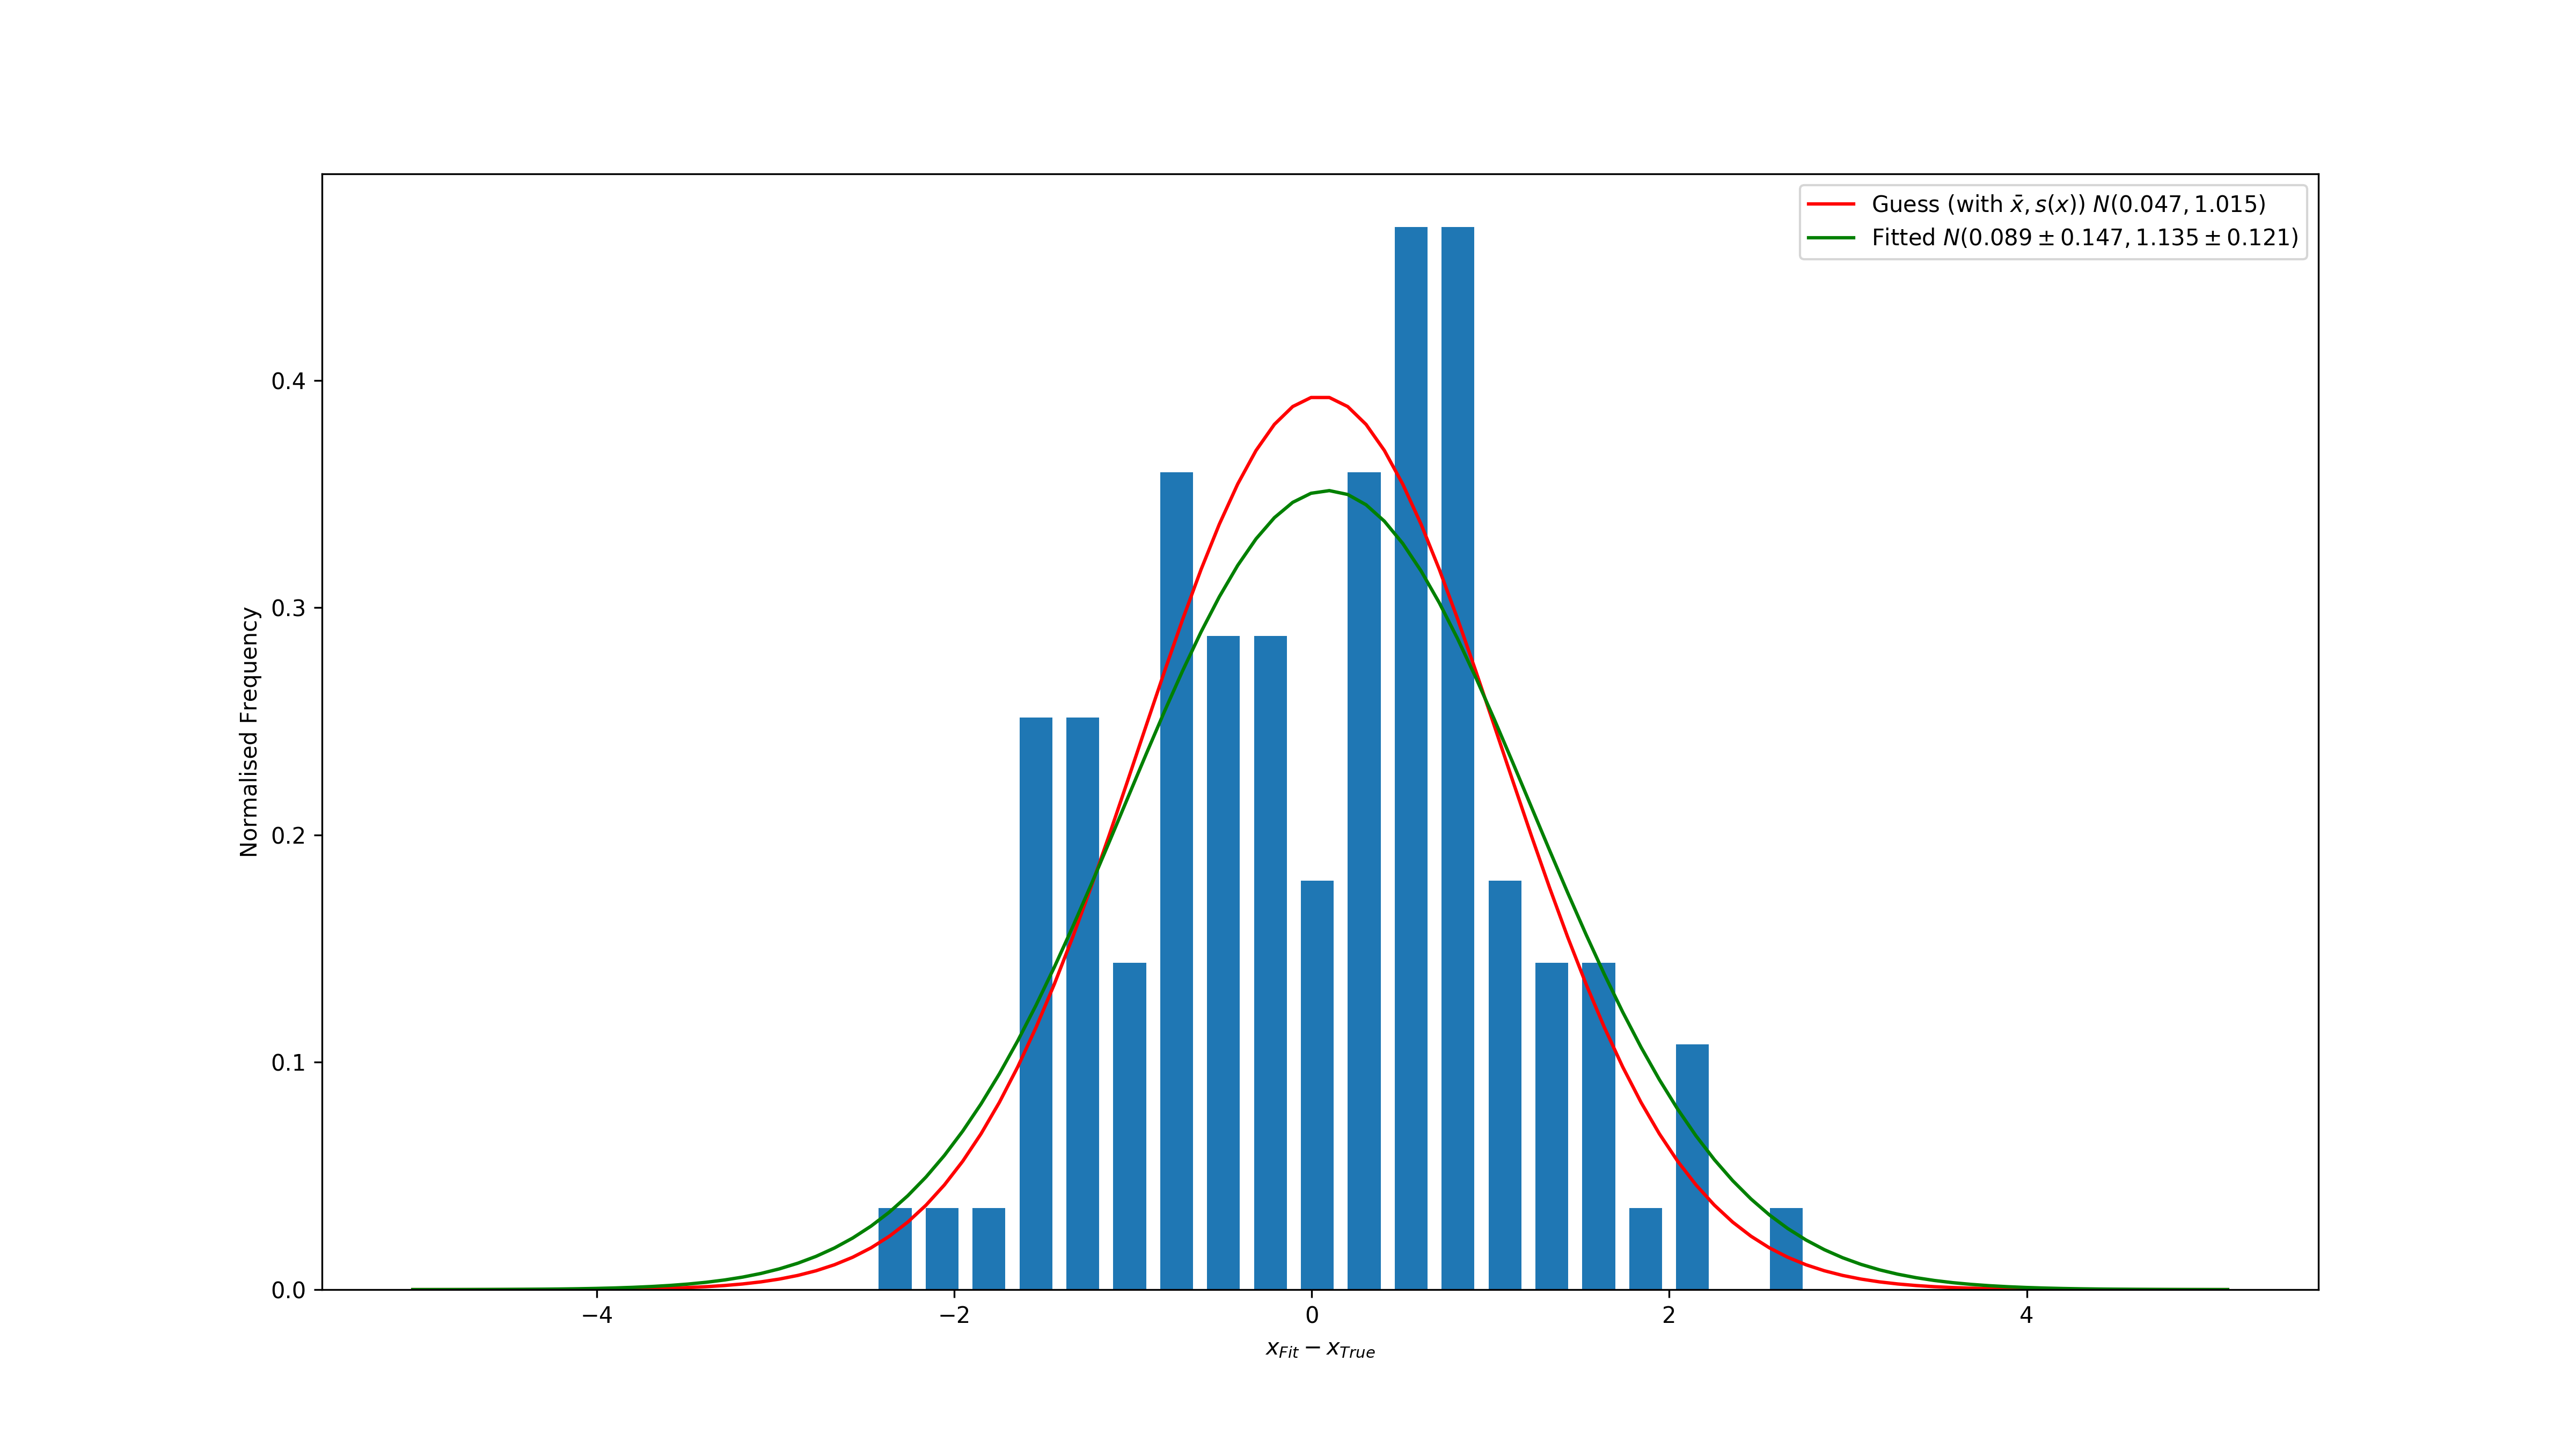 Guess (with x̄, s(x)) N(0.047, 1.015)
Fitted N(0.089 ± 0.147, 1.135 ± 0.121)
Normalised Frequency
0.4
0.3
0.2
0.1
0.0
−4 −2 0 2 4
x_Fit − x_True